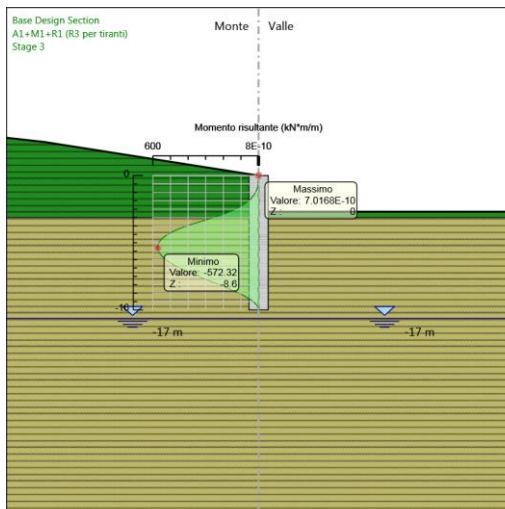 Base Design Section
A1+M1+R1 (R3 per tiranti)
Stage 3
Monte Valle
Momento risultante (kN*m/m)
600 8E-10
0
Massimo
Valore: 7.0168E-10
Z : 0
Minimo
Valore: -572.32
Z : -8.6
-17 m -17 m